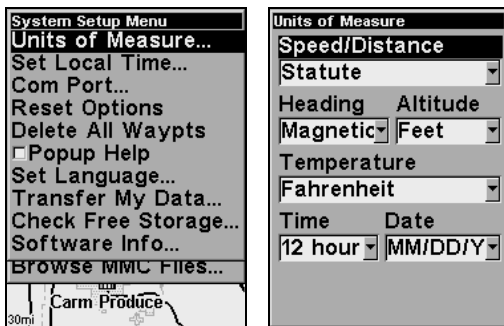 System Setup Menu
Units of Measure...
Set Local Time...
Com Port...
Reset Options
Delete All Waypts
Popup Help
Set Language...
Transfer My Data...
Check Free Storage...
Software Info...
Browse MMC Files...
Carm Produce
30mi
Units of Measure
Speed/Distance
Statute
Heading Altitude
Magnetic Feet
Temperature
Fahrenheit
Time Date
12 hour MM/DD/Y